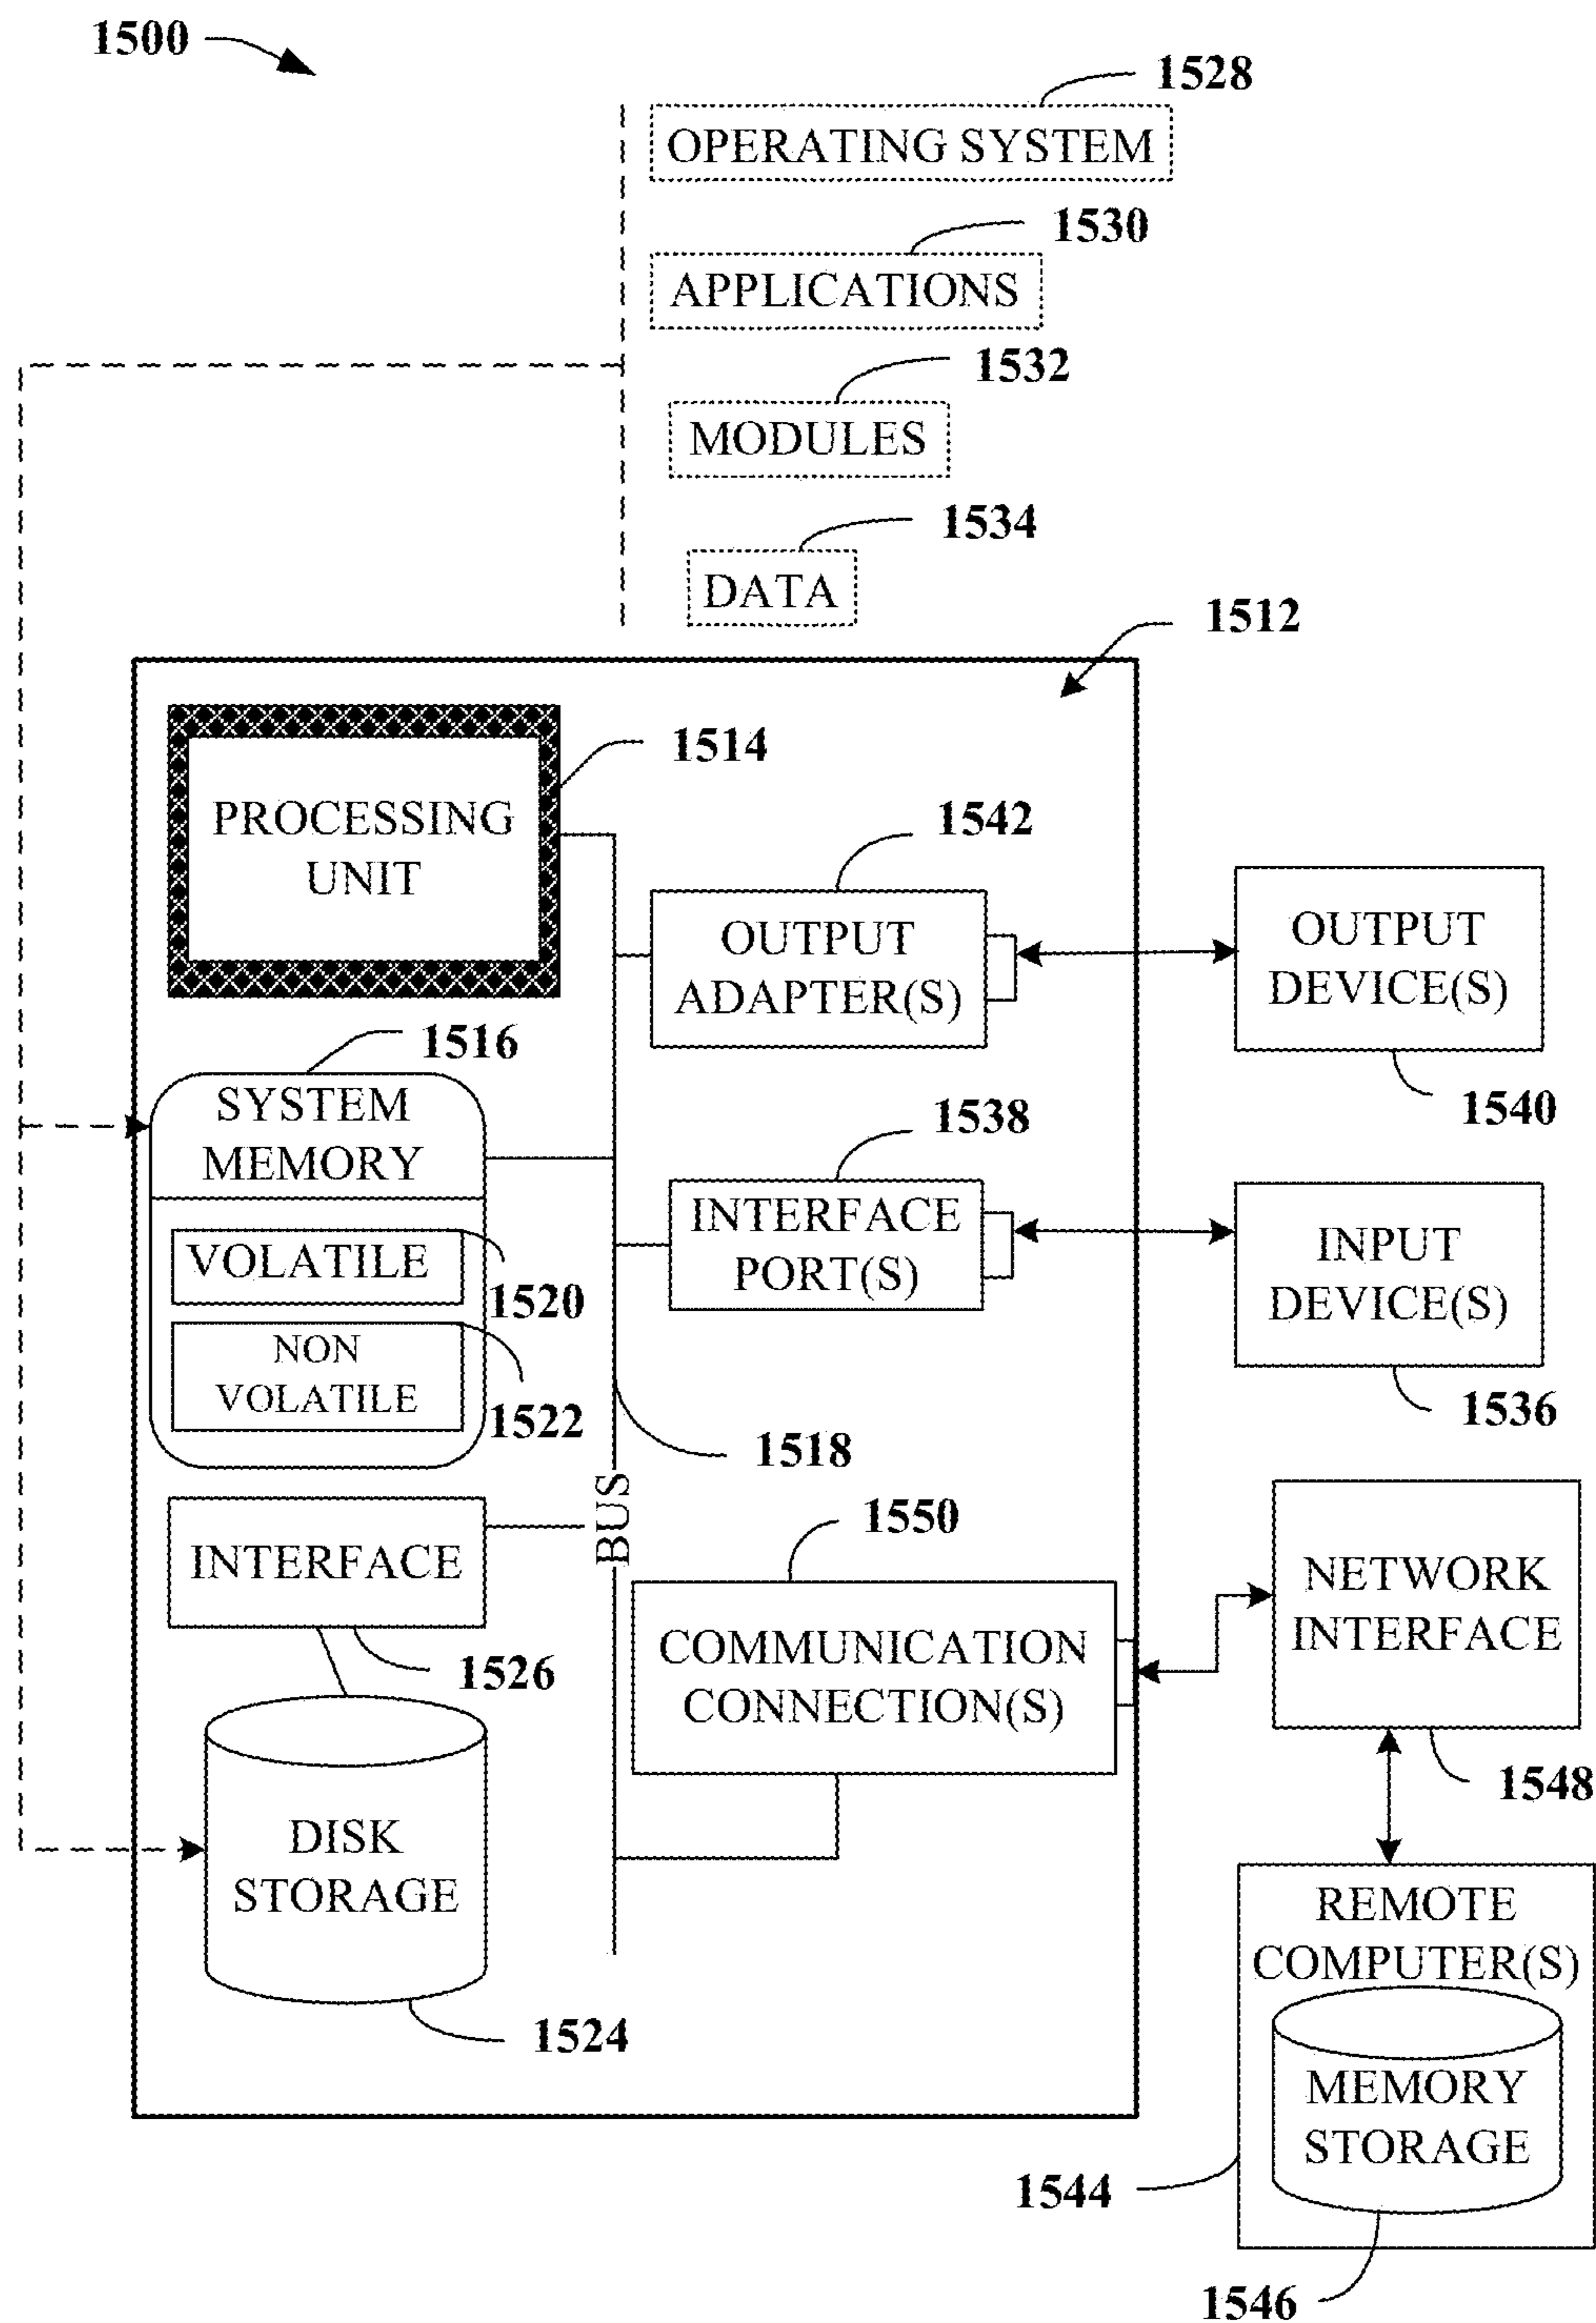 1500
1528
OPERATING SYSTEM
1530
APPLICATIONS
1532
MODULES
1534
DATA
1512
1514
PROCESSING
UNIT
1542
OUTPUT
ADAPTER(S)
OUTPUT
DEVICE(S)
1540
1516
SYSTEM
MEMORY
VOLATILE
1520
NON
VOLATILE
1522
1538
INTERFACE
PORT(S)
INPUT
DEVICE(S)
1536
1518
BUS
INTERFACE
1526
1550
COMMUNICATION
CONNECTION(S)
NETWORK
INTERFACE
1548
DISK
STORAGE
1524
REMOTE
COMPUTER(S)
MEMORY
STORAGE
1544
1546